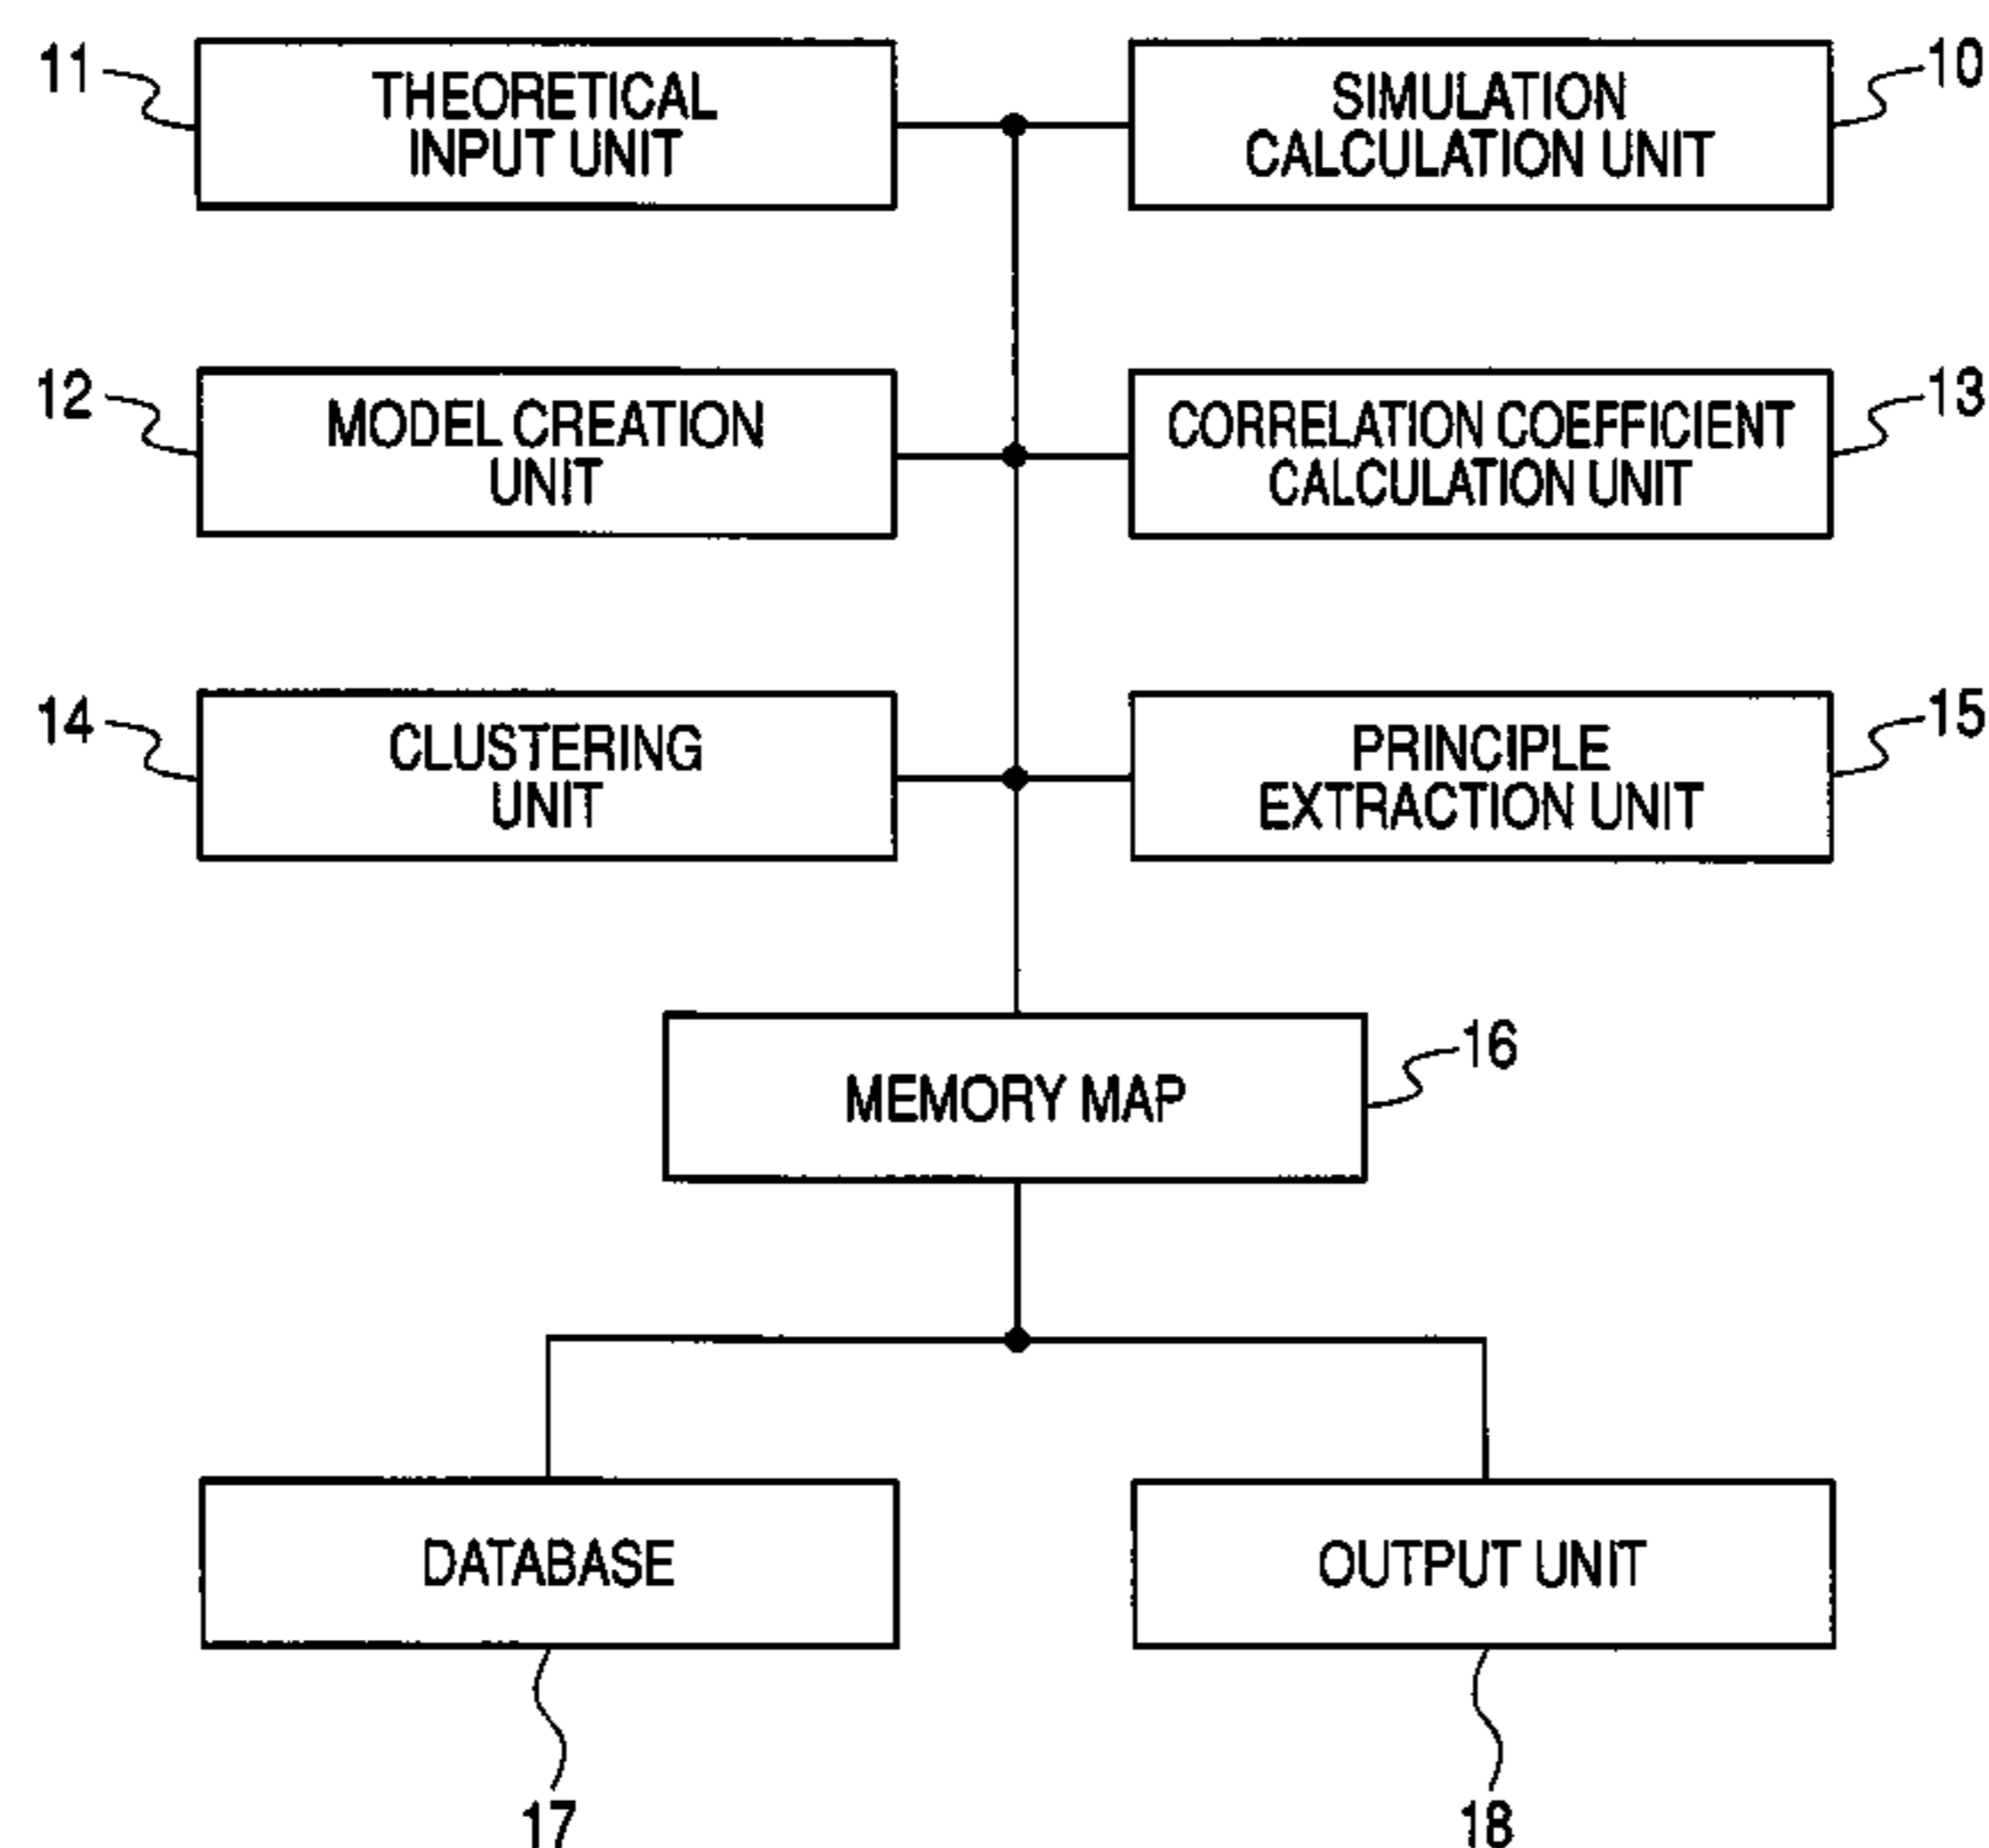 11
THEORETICAL
INPUT UNIT
SIMULATION
CALCULATION UNIT
10
12
MODEL CREATION
UNIT
CORRELATION COEFFICIENT
CALCULATION UNIT
13
14
CLUSTERING
UNIT
PRINCIPLE
EXTRACTION UNIT
15
MEMORY MAP
16
DATABASE
OUTPUT UNIT
17
18